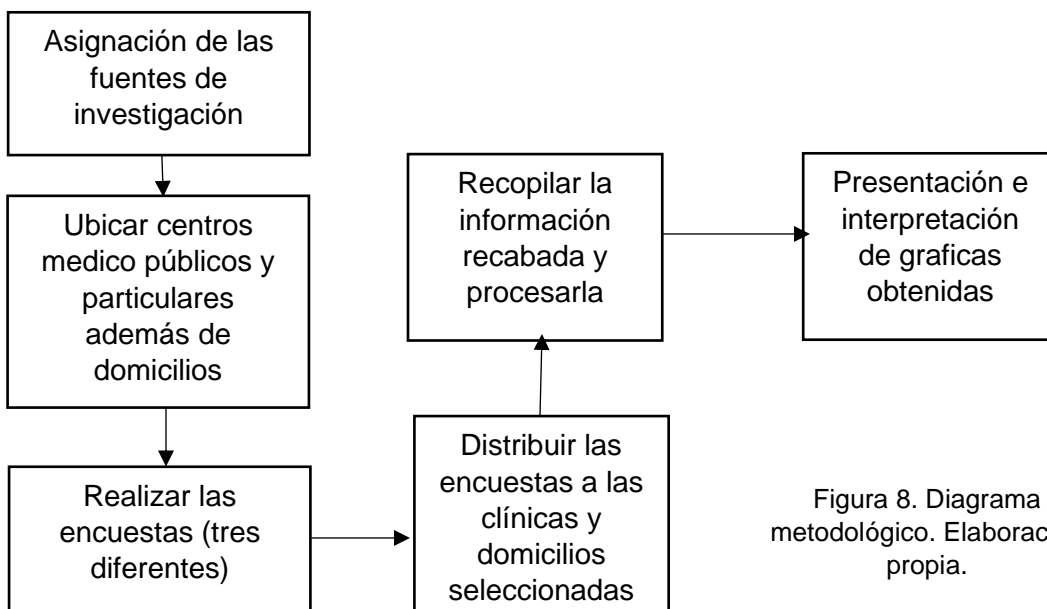 Asignación de las
fuentes de
investigación
Ubicar centros
medico públicos y
particulares
además de
domicilios
Realizar las
encuestas (tres
diferentes)
Distribuir las
encuestas a las
clínicas y
domicilios
seleccionadas
Recopilar la
información
recabada y
procesarla
Presentación e
interpretación
de graficas
obtenidas
Figura 8. Diagrama
metodológico. Elaborac
propia.